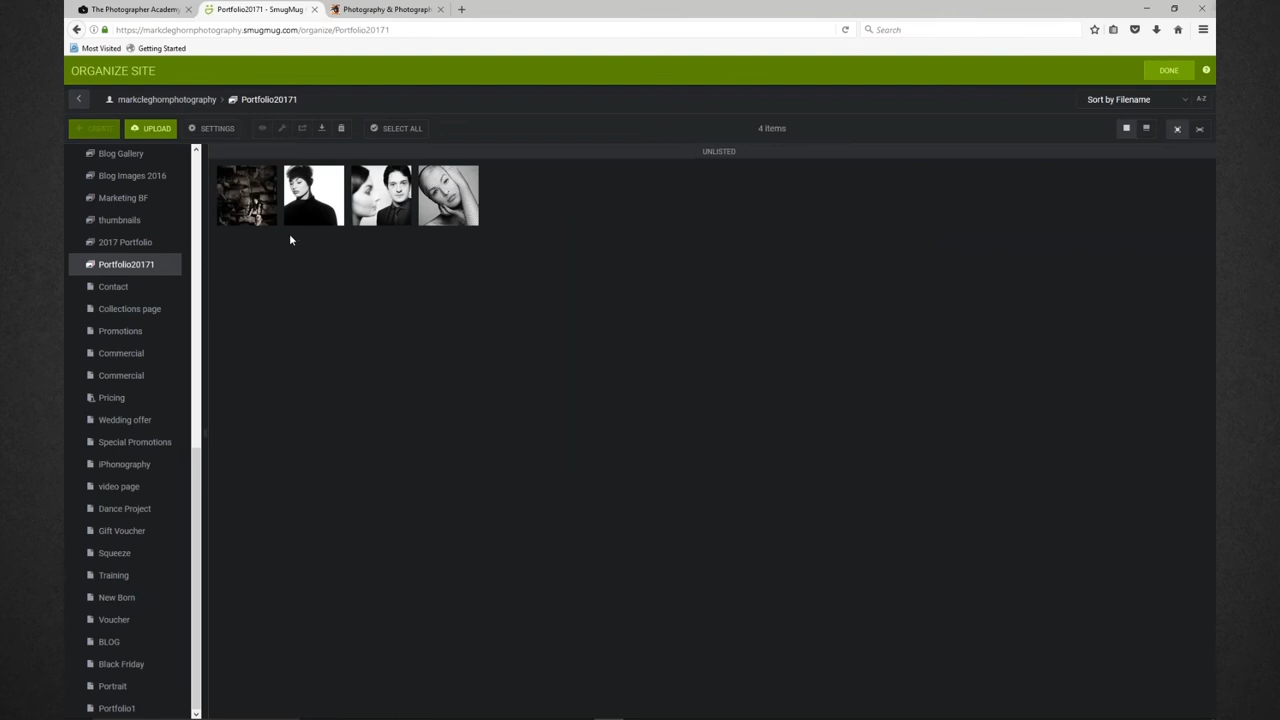 The Photographer Academy
Portfolio20171 - SmugMug
Photography & Photograph
https://markcleghornphotography.smugmug.com/organize/Portfolio20171
Search
Most Visited
Getting Started
ORGANIZE SITE
DONE
markcleghornphotography
Portfolio20171
Sort by Filename
A-Z
+ CREATE
UPLOAD
SETTINGS
SELECT ALL
4 items
UNLISTED
Blog Gallery
Blog Images 2016
Marketing BF
thumbnails
2017 Portfolio
Portfolio20171
Contact
Collections page
Promotions
Commercial
Commercial
Pricing
Wedding offer
Special Promotions
iPhonography
video page
Dance Project
Gift Voucher
Squeeze
Training
New Born
Voucher
BLOG
Black Friday
Portrait
Portfolio1